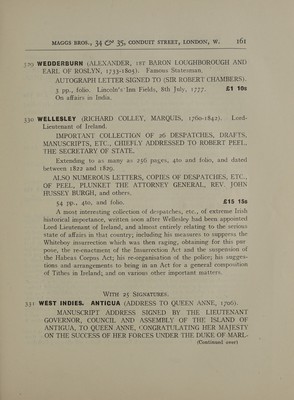 MAGGS BROS., 34 & 35, CONDUIT STREET, LONDON, W. 161
329 WEDDERBURN (ALEXANDER, 1ST BARON LOUGHBOROUGH AND
EARL OF ROSLYN, 1733-1805). Famous Statesman.
AUTOGRAPH LETTER SIGNED TO (SIR ROBERT CHAMBERS).
3 pp., folio. Lincoln's Inn Fields, 8th July, 1777. £1 10s
On affairs in India.
330 WELLESLEY (RICHARD COLLEY, MARQUIS, 1760-1842). Lord-
Lieutenant of Ireland.
IMPORTANT COLLECTION OF 26 DESPATCHES, DRAFTS,
MANUSCRIPTS, ETC., CHIEFLY ADDRESSED TO ROBERT PEEL,
THE SECRETARY OF STATE.
Extending to as many as 256 pages, 4to and folio, and dated
between 1822 and 1829.
ALSO NUMEROUS LETTERS, COPIES OF DESPATCHES, ETC.,
OF PEEL, PLUNKET THE ATTORNEY GENERAL, REV. JOHN
HUSSEY BURGH, and others.
54 pp., 4to, and folio. £15 15s
A most interesting collection of despatches, etc., of extreme Irish
historical importance, written soon after Wellesley had been appointed
Lord Lieutenant of Ireland, and almost entirely relating to the serious
state of affairs in that country; including his measures to suppress the
Whiteboy insurrection which was then raging, obtaining for this pur-
pose, the re-enactment of the Insurrection Act and the suspension of
the Habeas Corpus Act; his re-organisation of the police; his sugges-
tions and arrangements to bring in an Act for a general composition
of Tithes in Ireland; and on various other important matters.
WITH 25 SIGNATURES.
331 WEST INDIES. ANTIGUA (ADDRESS TO QUEEN ANNE, 1706).
MANUSCRIPT ADDRESS SIGNED BY THE LIEUTENANT
GOVERNOR, COUNCIL AND ASSEMBLY OF THE ISLAND OF
ANTIGUA, TO QUEEN ANNE, CONGRATULATING HER MAJESTY
ON THE SUCCESS OF HER FORCES UNDER THE DUKE OF MARL-
(Continued over)